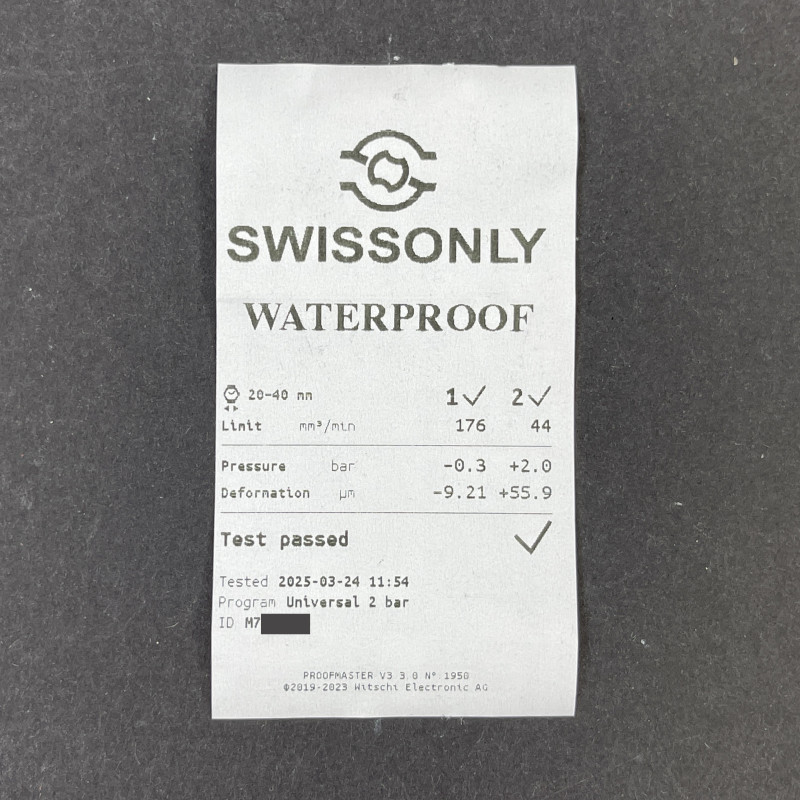 SWISSONLY
WATERPROOF
20-40 mm 1✓ 2✓
Limit mm³/min 176 44
Pressure bar -0.3 +2.0
Deformation µm -9.21 +55.9
Test passed ✓
Tested 2025-03-24 11:54
Program Universal 2 bar
ID M7
PROOFMASTER V3 3.0 N° 1950
©2019-2023 Witschi Electronic AG